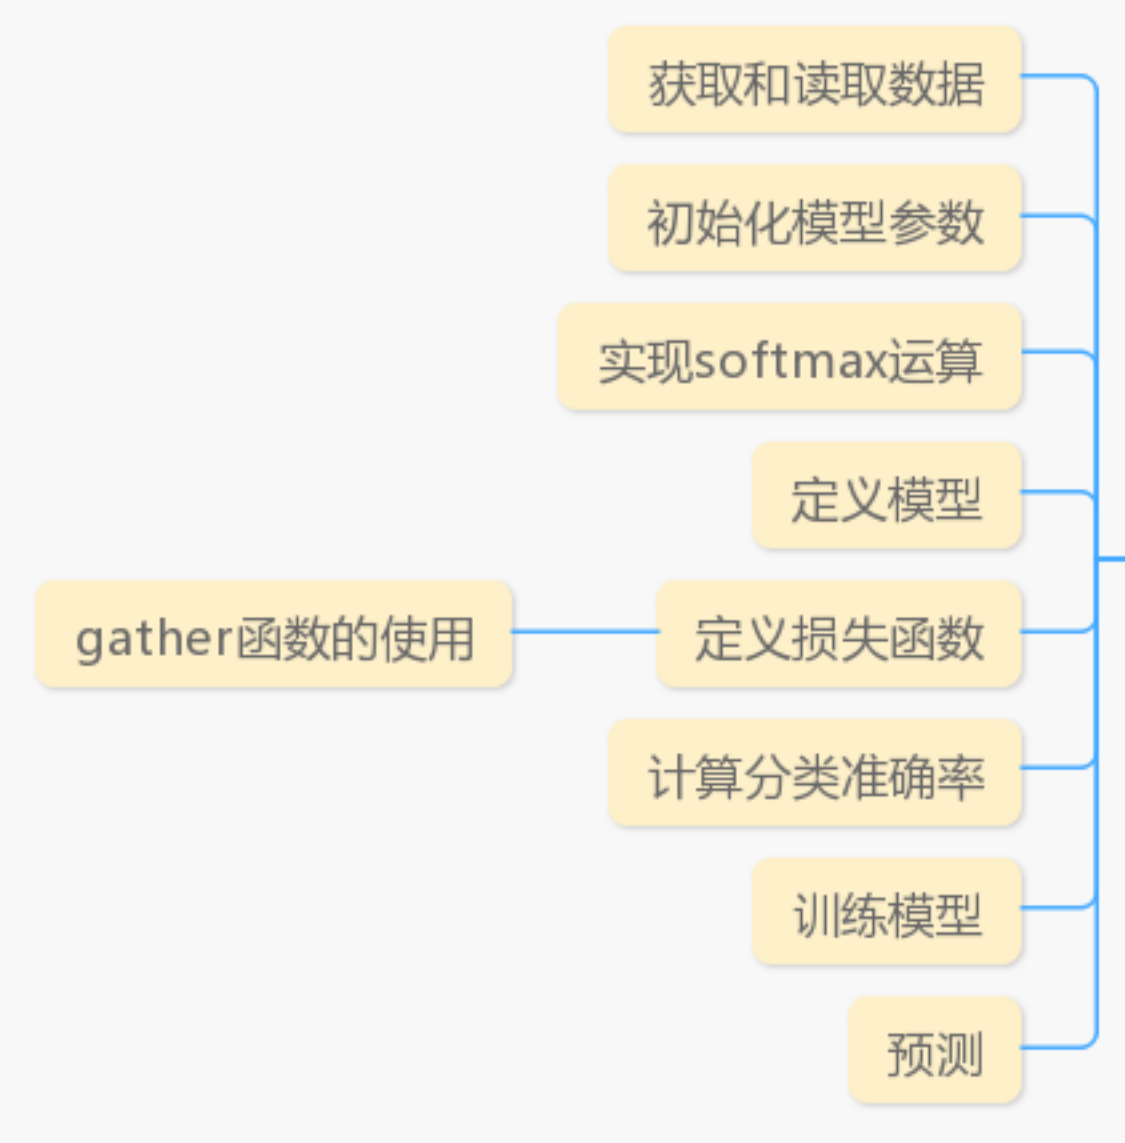 获取和读取数据
初始化模型参数
实现softmax运算
定义模型
gather函数的使用
定义损失函数
计算分类准确率
训练模型
预测